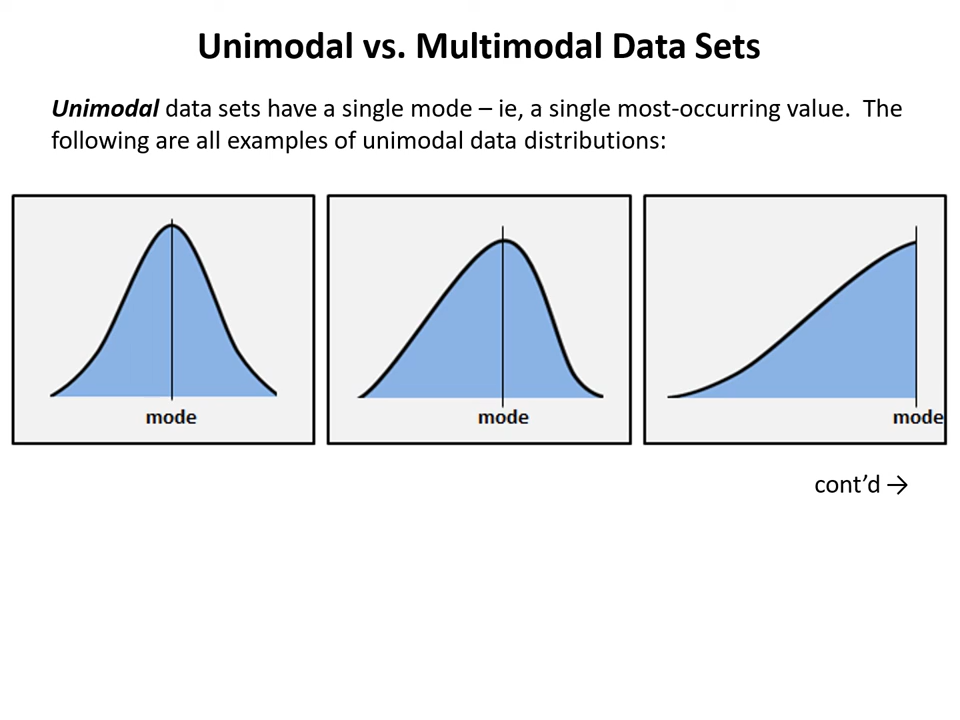 Unimodal vs. Multimodal Data Sets
Unimodal data sets have a single mode – ie, a single most-occurring value.  The
following are all examples of unimodal data distributions:
mode
mode
mode
cont’d →